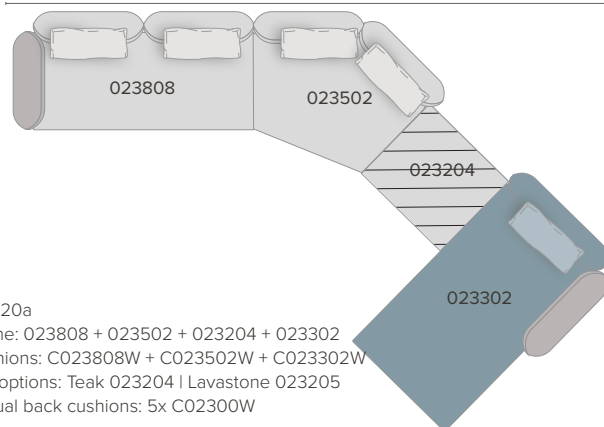 023808
023502
023204
023302
20a
ne: 023808 + 023502 + 023204 + 023302
nions: C023808W + C023502W + C023302W
options: Teak 023204 | Lavastone 023205
ual back cushions: 5x C02300W